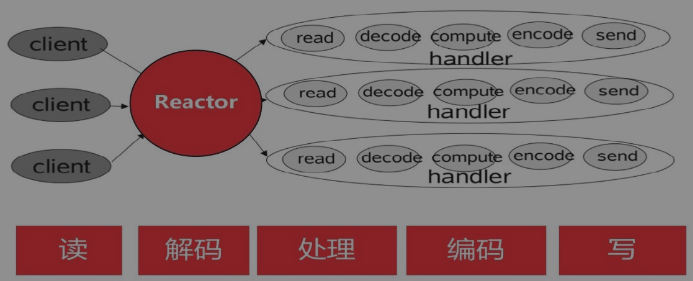 client
client
client
Reactor
read decode compute encode send
handler
read decode compute encode send
handler
read decode compute encode send
handler
读 解码 处理 编码 写